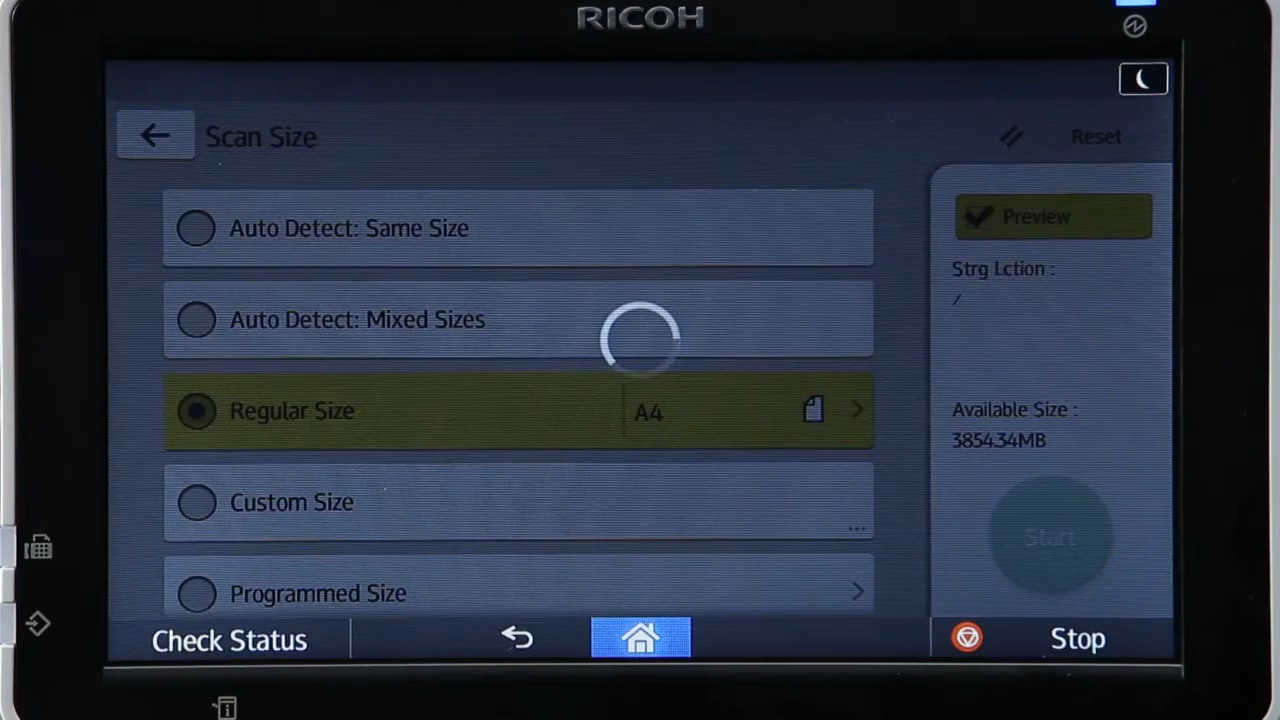 RICOH
Scan Size
Reset
Auto Detect: Same Size
Preview
Strg Lction :
/
Auto Detect: Mixed Sizes
Regular Size
A4
Available Size :
3854.34MB
Custom Size
...
Start
Programmed Size
Check Status
Stop